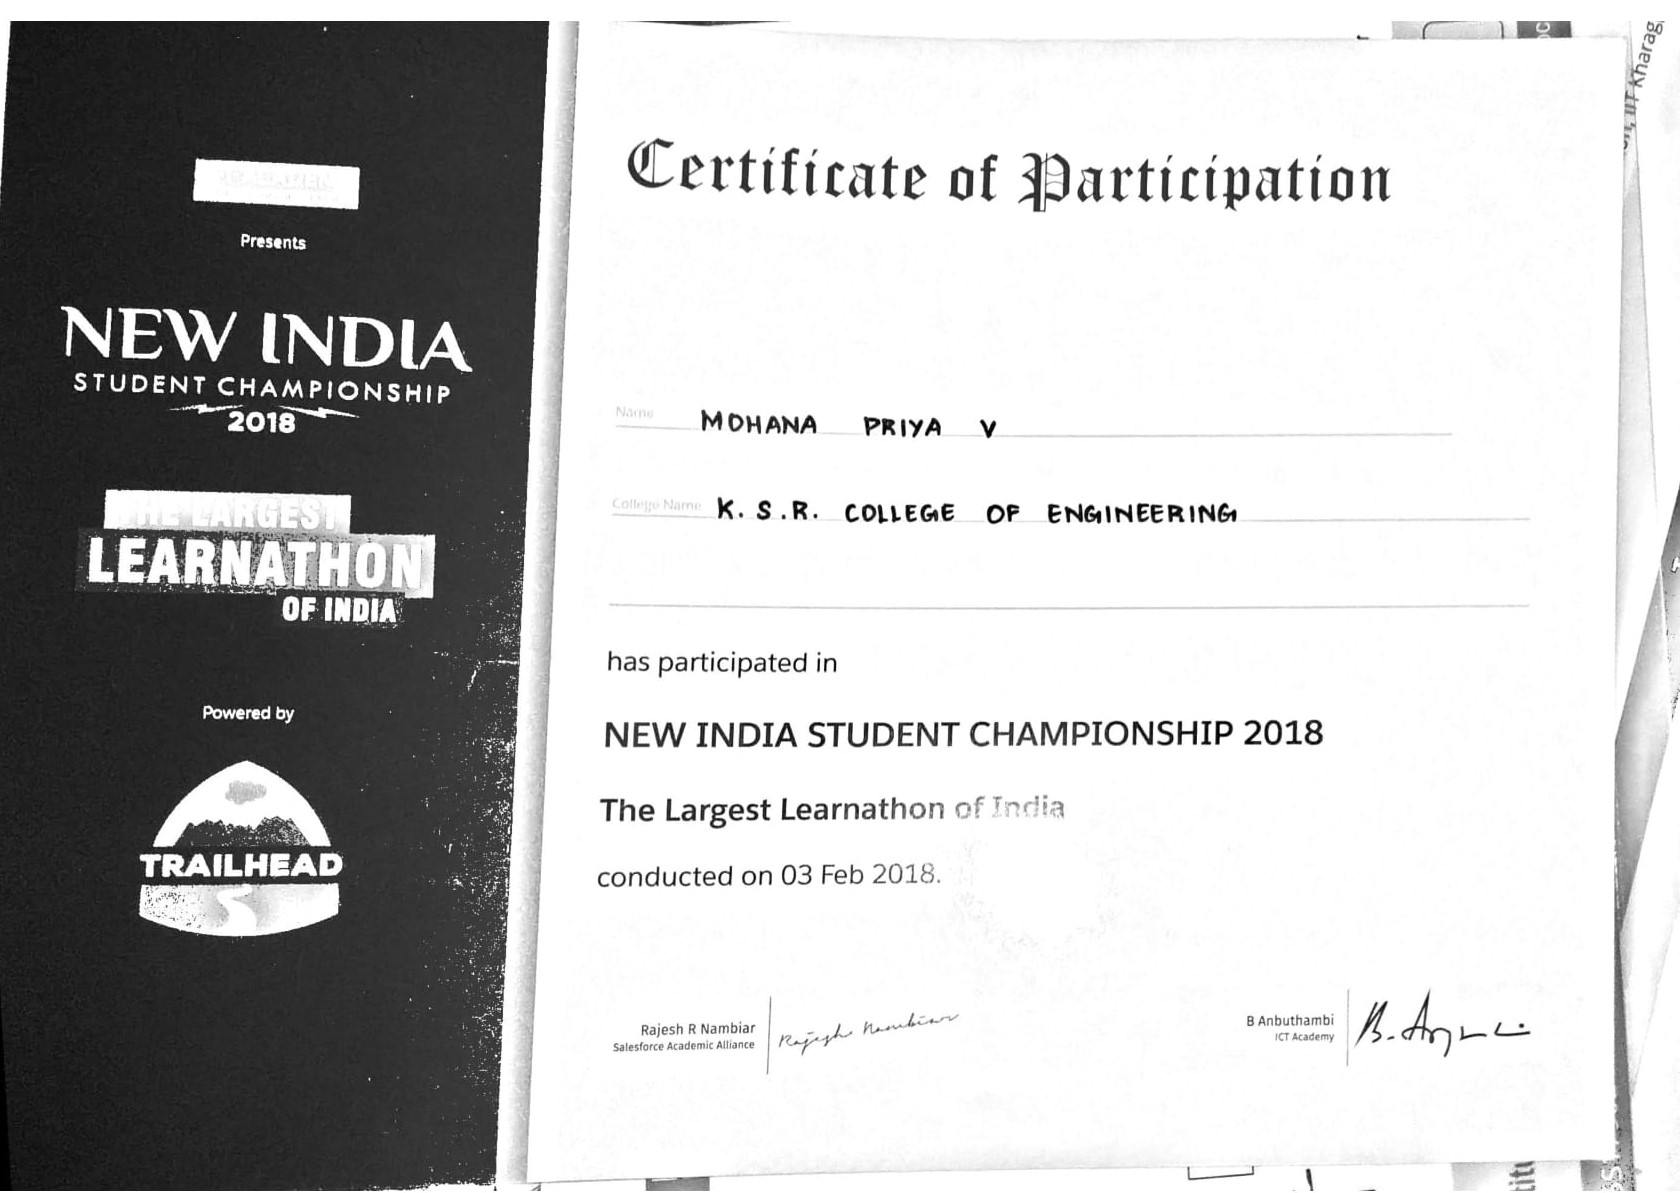 Presents
NEW INDIA
STUDENT CHAMPIONSHIP
2018
THE LARGEST
LEARNATHON
OF INDIA
Powered by
TRAILHEAD
Certificate of Participation
Name MOHANA PRIYA V
College Name K. S. R. COLLEGE OF ENGINEERING
has participated in
NEW INDIA STUDENT CHAMPIONSHIP 2018
The Largest Learnathon of India
conducted on 03 Feb 2018.
Rajesh R Nambiar
Salesforce Academic Alliance
Rajesh Nambiar
B Anbuthambi
ICT Academy
IIT Kharag